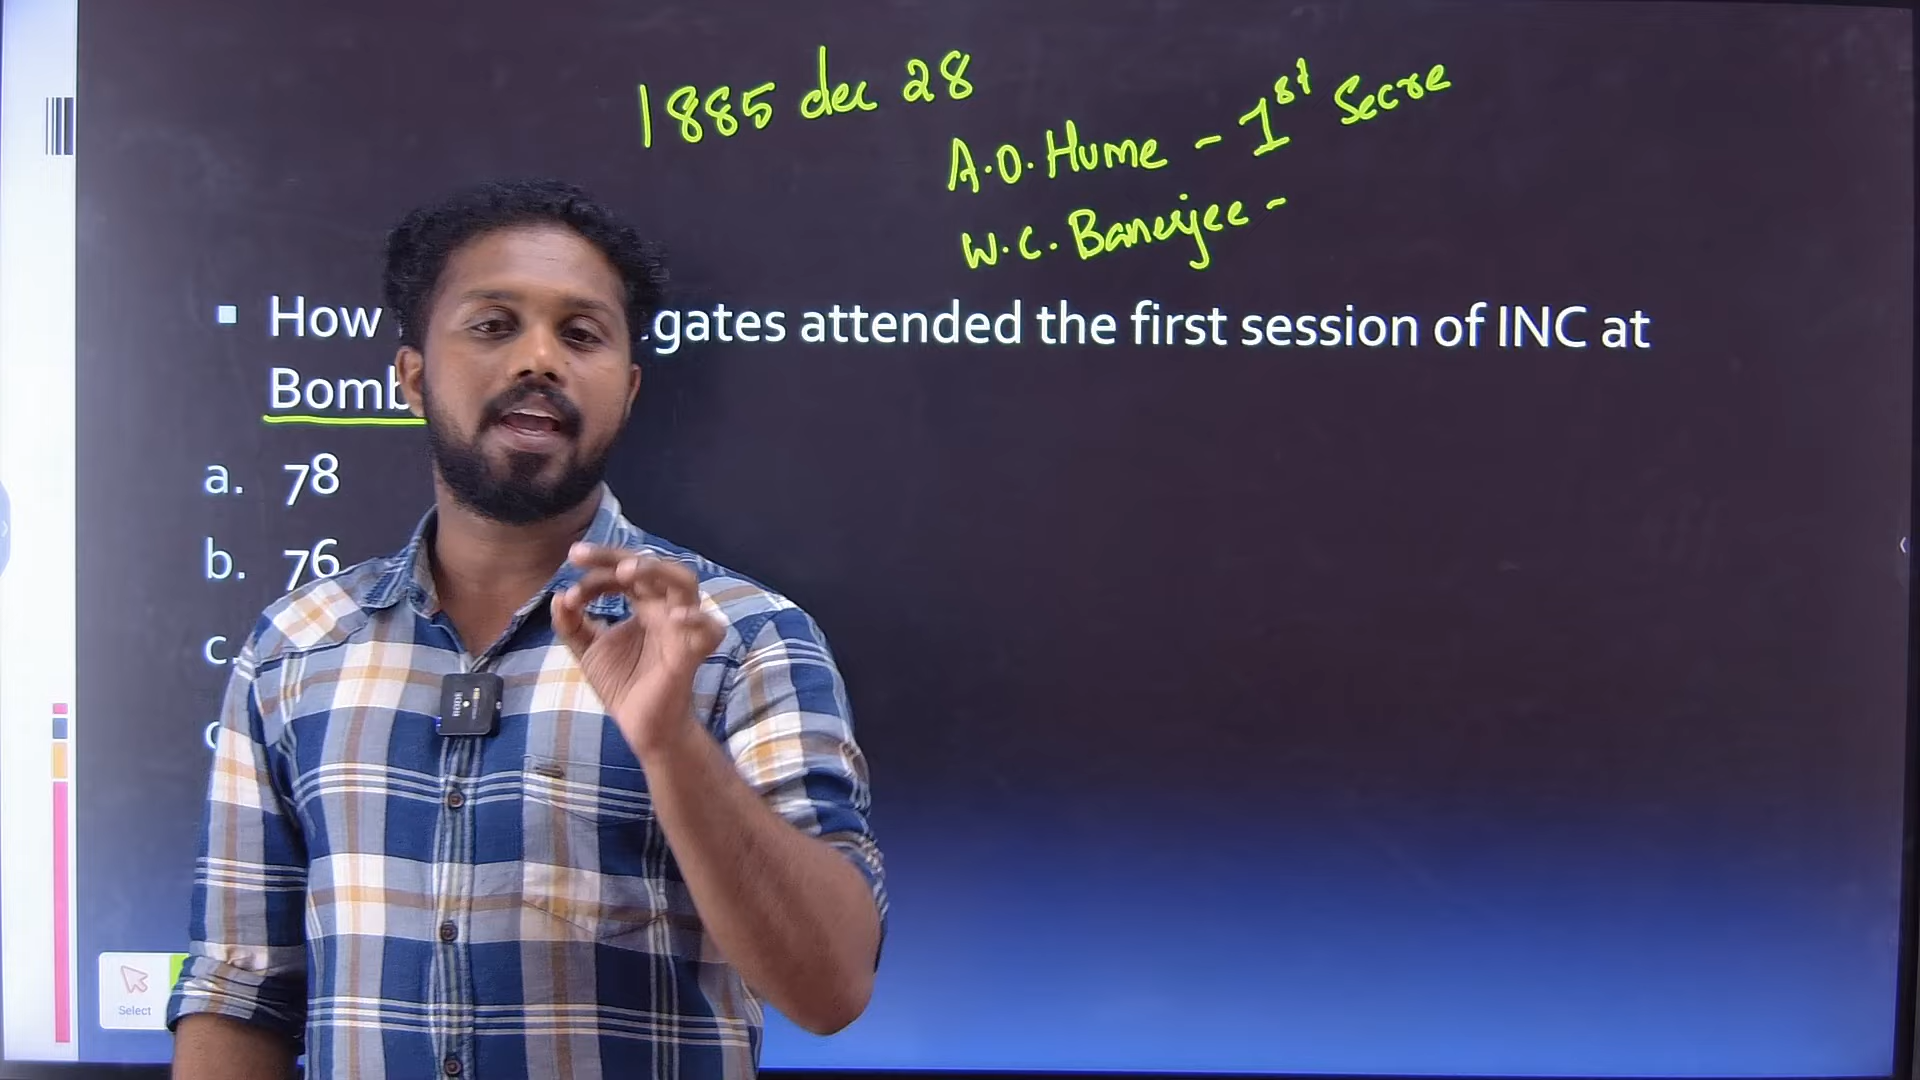 1885 dec 28
A.O. Hume - 1st Secre
W.C. Banerjee -
▪ How gates attended the first session of INC at
Bomb
a. 78
b. 76
c.
RODE
Select